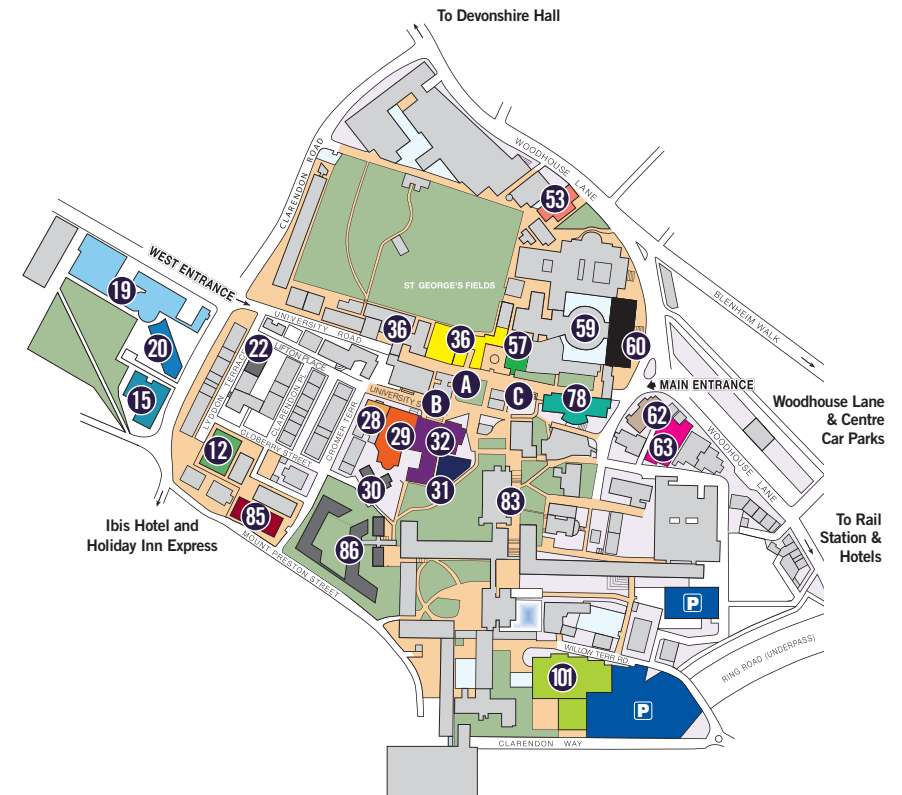 To Devonshire Hall
WOODHOUSE LANE
CLARENDON ROAD
53
WEST ENTRANCE
19
ST GEORGE'S FIELDS
BLENHEIM WALK
UNIVERSITY ROAD
36
36
57
59
60
20
22
LIFTON PLACE
A
MAIN ENTRANCE
15
LYDDON TERRACE
CLARENDON PL
CROMER TERR
UNIVERSITY S
B
C
78
62
Woodhouse Lane
& Centre
Car Parks
28
29
32
63
WOODHOUSE LANE
CLOBERRY STREET
12
30
31
83
85
Ibis Hotel and
Holiday Inn Express
86
MOUNT PRESTON STREET
To Rail
Station &
Hotels
P
WILLOW TERR RD
RING ROAD (UNDERPASS)
101
P
CLARENDON WAY